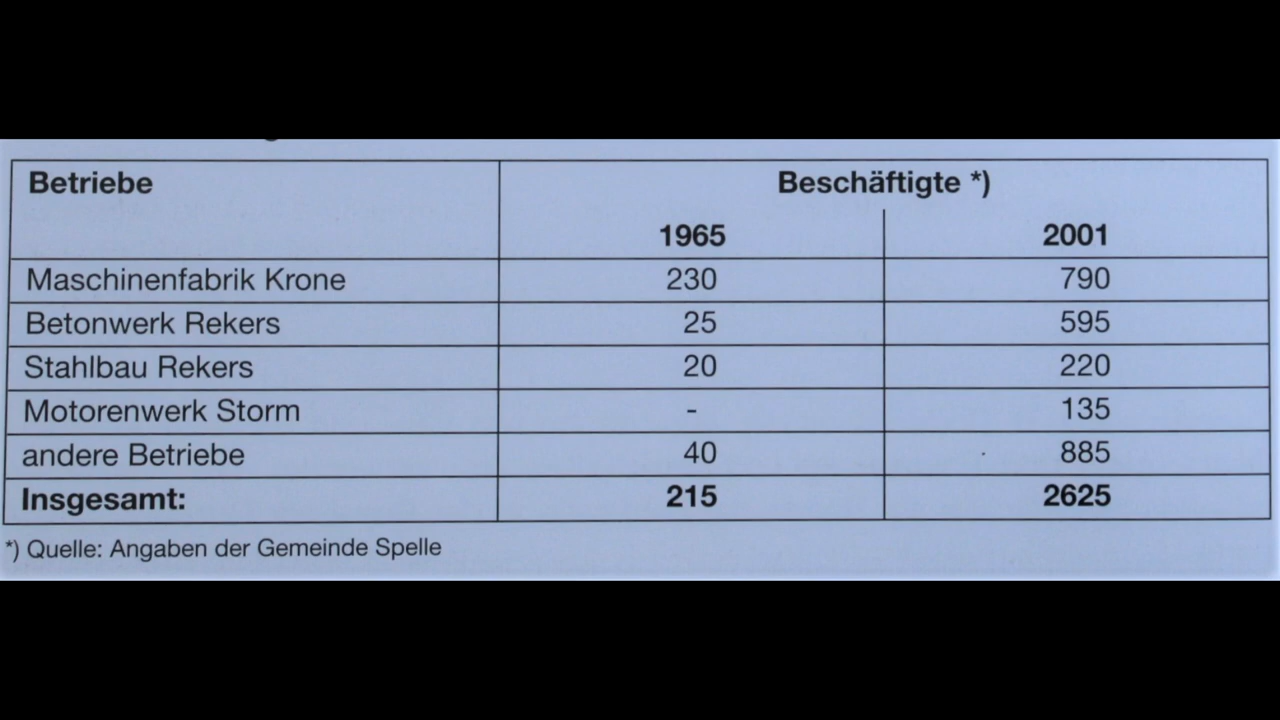 Betriebe Beschäftigte *)
1965 2001
Maschinenfabrik Krone 230 790
Betonwerk Rekers 25 595
Stahlbau Rekers 20 220
Motorenwerk Storm - 135
andere Betriebe 40 885
Insgesamt: 215 2625
*) Quelle: Angaben der Gemeinde Spelle